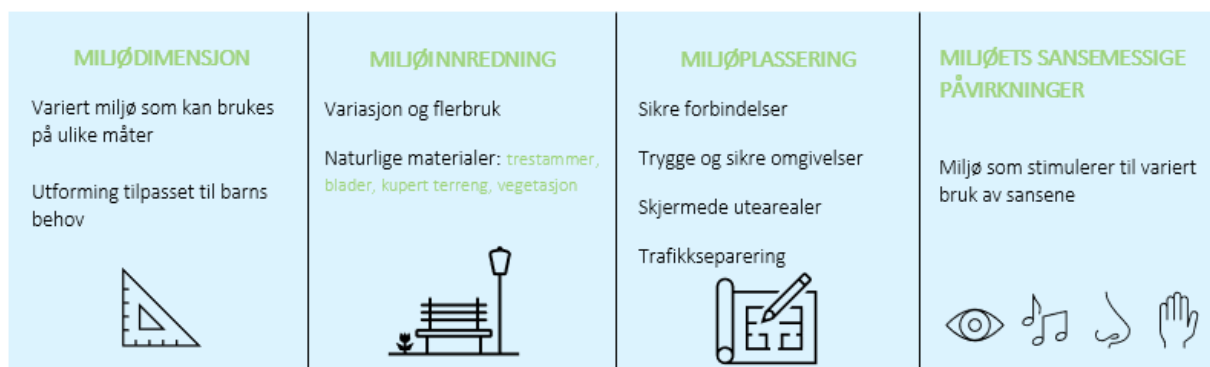 MILJØDIMENSJON
Variert miljø som kan brukes
på ulike måter
Utforming tilpasset til barns
behov
MILJØINNREDNING
Variasjon og flerbruk
Naturlige materialer: trestammer,
blader, kupert terreng, vegetasjon
MILJØPLASSERING
Sikre forbindelser
Trygge og sikre omgivelser
Skjermede utearealer
Trafikkseparering
MILJØETS SANSEMESSIGE
PÅVIRKNINGER
Miljø som stimulerer til variert
bruk av sansene